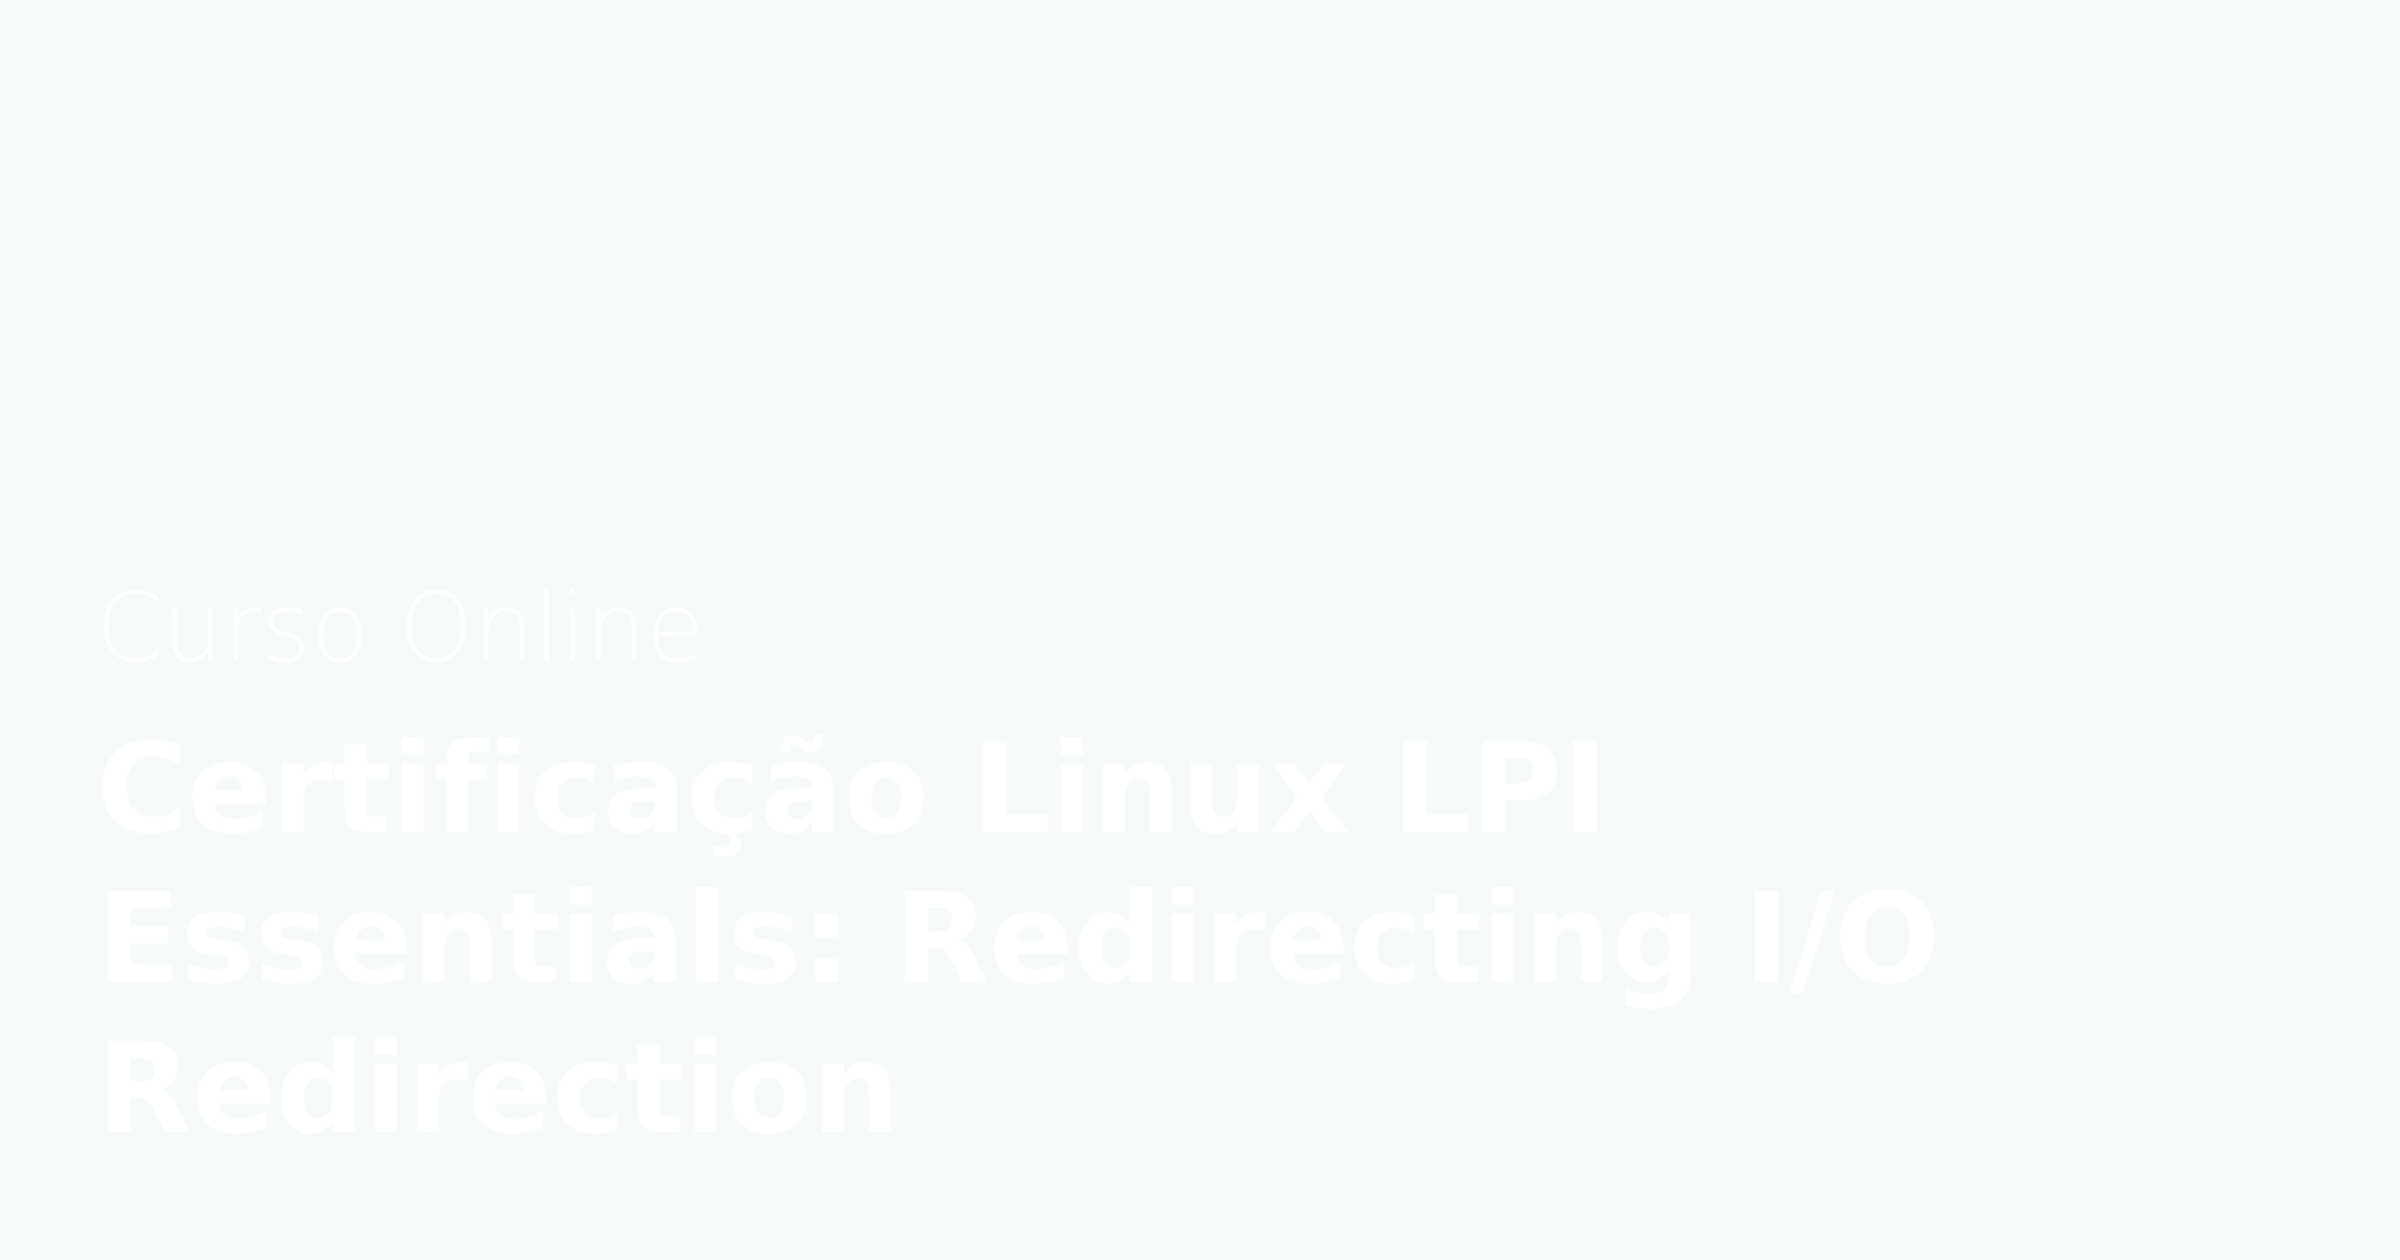 Curso Online
Certificação Linux LPI
Essentials: Redirecting I/O
Redirection